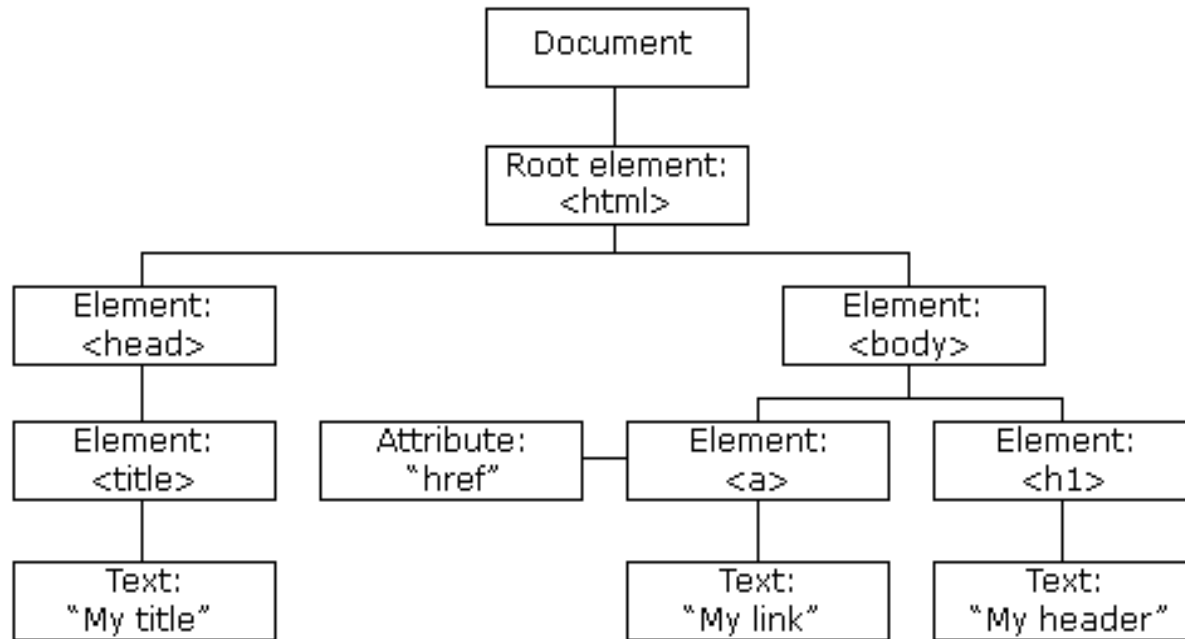 Document
Root element:
<html>
Element:
<head>
Element:
<body>
Element:
<title>
Attribute:
“href”
Element:
<a>
Element:
<h1>
Text:
“My title”
Text:
“My link”
Text:
“My header”